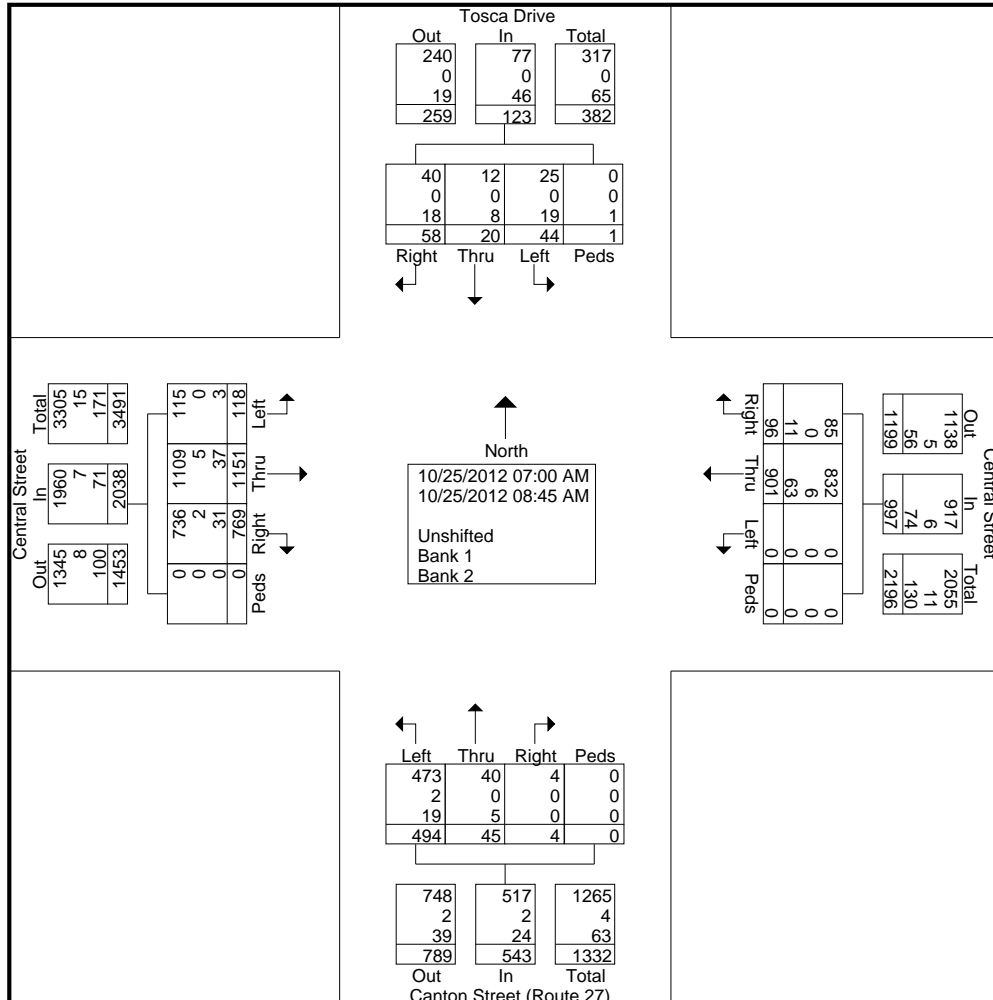 Tosca Drive
Out In Total
240 77 317
0 0 0
19 46 65
259 123 382
40 12 25 0
0 0 0 0
18 8 19 1
58 20 44 1
Right Thru Left Peds
Central Street
Total In Out
3305 1960 1345
15 7 8
171 71 100
3491 2038 1453
Left Thru Right Peds
115 1109 736 0
0 5 2 0
3 37 31 0
118 1151 769 0
North
10/25/2012 07:00 AM
10/25/2012 08:45 AM
Unshifted
Bank 1
Bank 2
Right Thru Left Peds
85 832 0 0
0 6 0 0
11 63 0 0
96 901 0 0
Central Street
Out In Total
1138 917 2055
5 6 11
56 74 130
1199 997 2196
Left Thru Right Peds
473 40 4 0
2 0 0 0
19 5 0 0
494 45 4 0
748 517 1265
2 2 4
39 24 63
789 543 1332
Out In Total
Canton Street (Route 27)